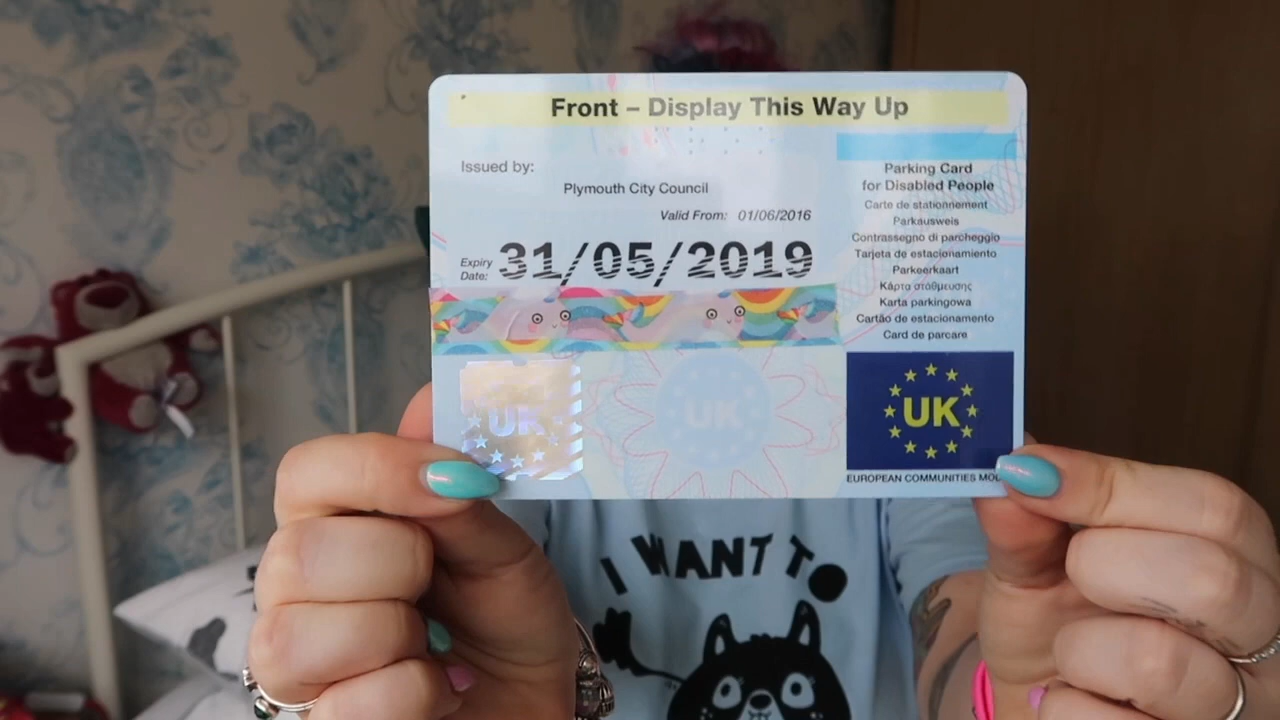 Front – Display This Way Up
Issued by:
Plymouth City Council
Valid From: 01/06/2016
Expiry
Date: 31/05/2019
Parking Card
for Disabled People
Carte de stationnement
Parkausweis
Contrassegno di parcheggio
Tarjeta de estacionamiento
Parkeerkaart
Κάρτα στάθμευσης
Karta parkingowa
Cartão de estacionamento
Card de parcare
UK
UK
UK
EUROPEAN COMMUNITIES
I WANT TO